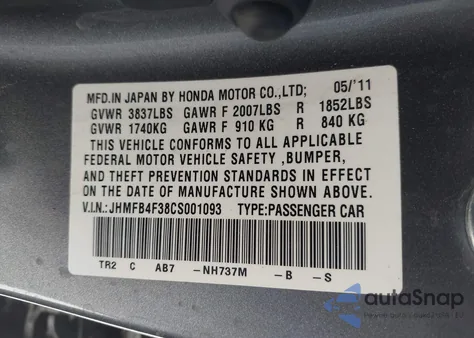 MFD.IN JAPAN BY HONDA MOTOR CO.,LTD; 05/'11
GVWR 3837LBS GAWR F 2007LBS R 1852LBS
GVWR 1740KG GAWR F 910 KG R 840 KG
THIS VEHICLE CONFORMS TO ALL APPLICABLE
FEDERAL MOTOR VEHICLE SAFETY ,BUMPER,
AND THEFT PREVENTION STANDARDS IN EFFECT
ON THE DATE OF MANUFACTURE SHOWN ABOVE.
V.I.N.:JHMFB4F38CS001093 TYPE:PASSENGER CAR
TR2 C AB7 -NH737M -B -S
autoSnap